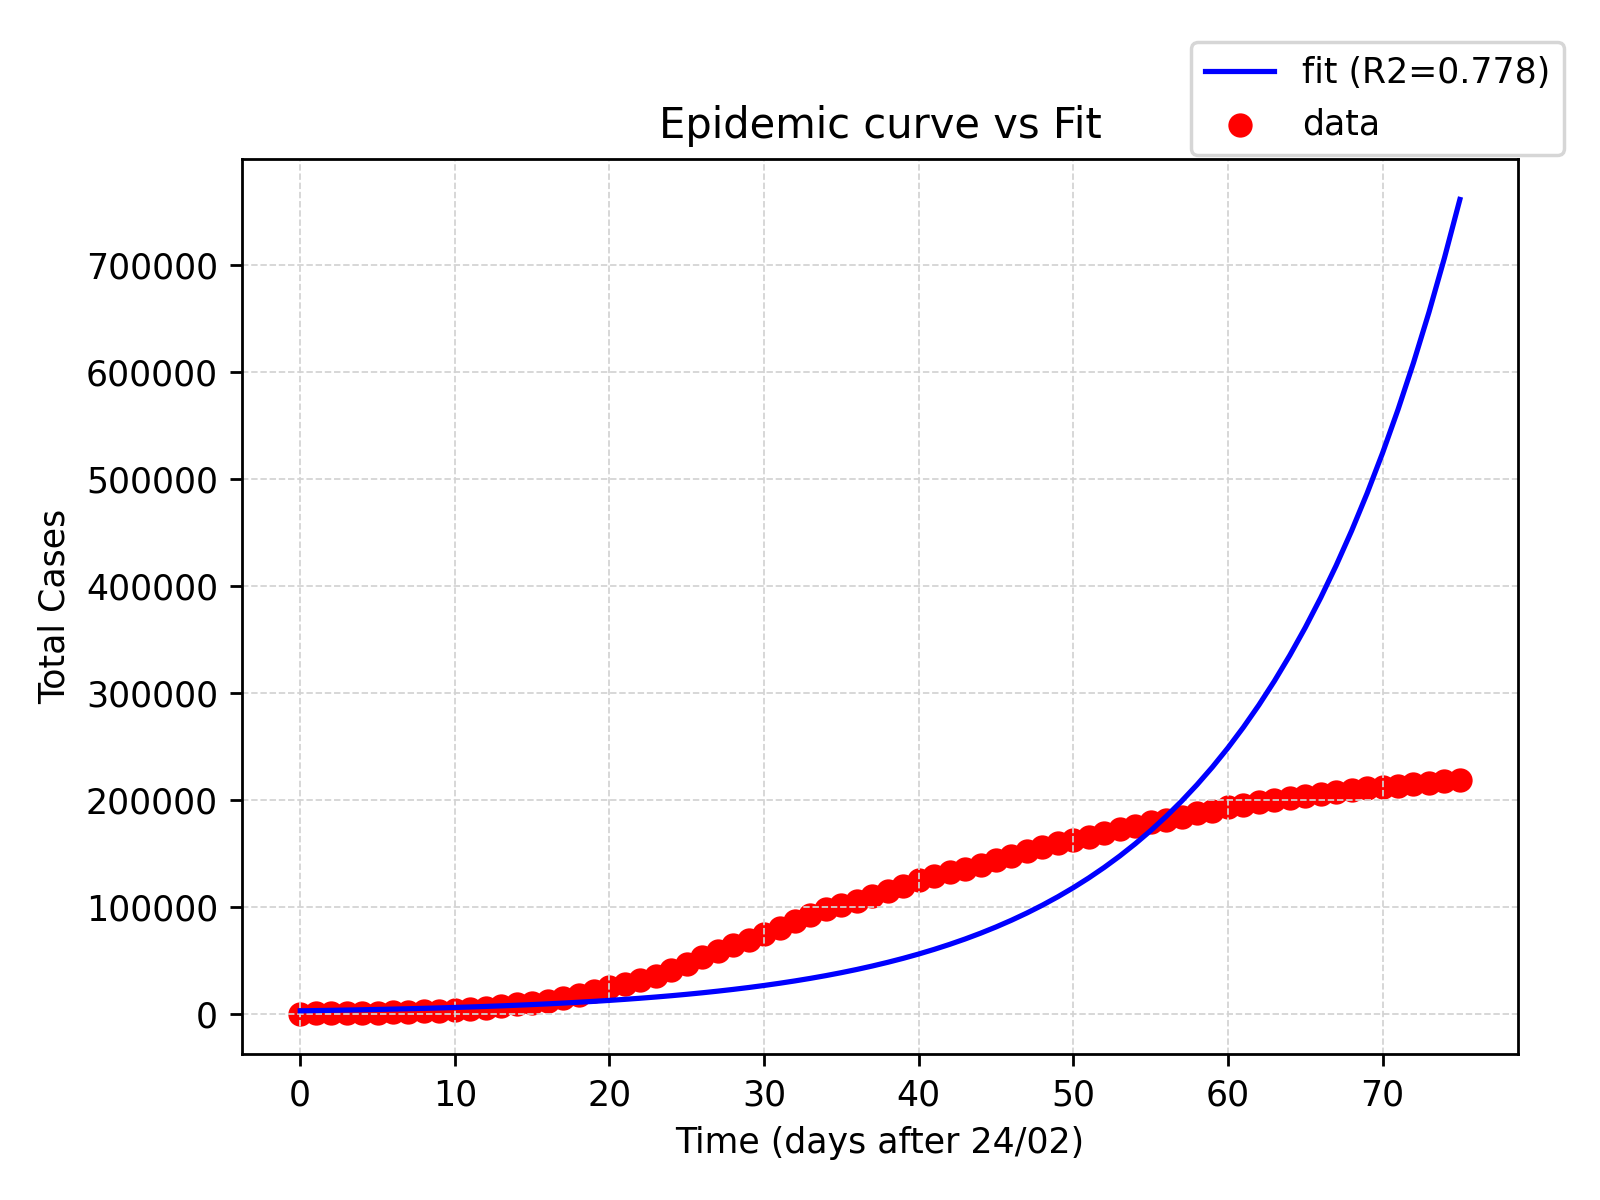 fit (R2=0.778)
data
Epidemic curve vs Fit
Total Cases
700000
600000
500000
400000
300000
200000
100000
0
0 10 20 30 40 50 60 70
Time (days after 24/02)